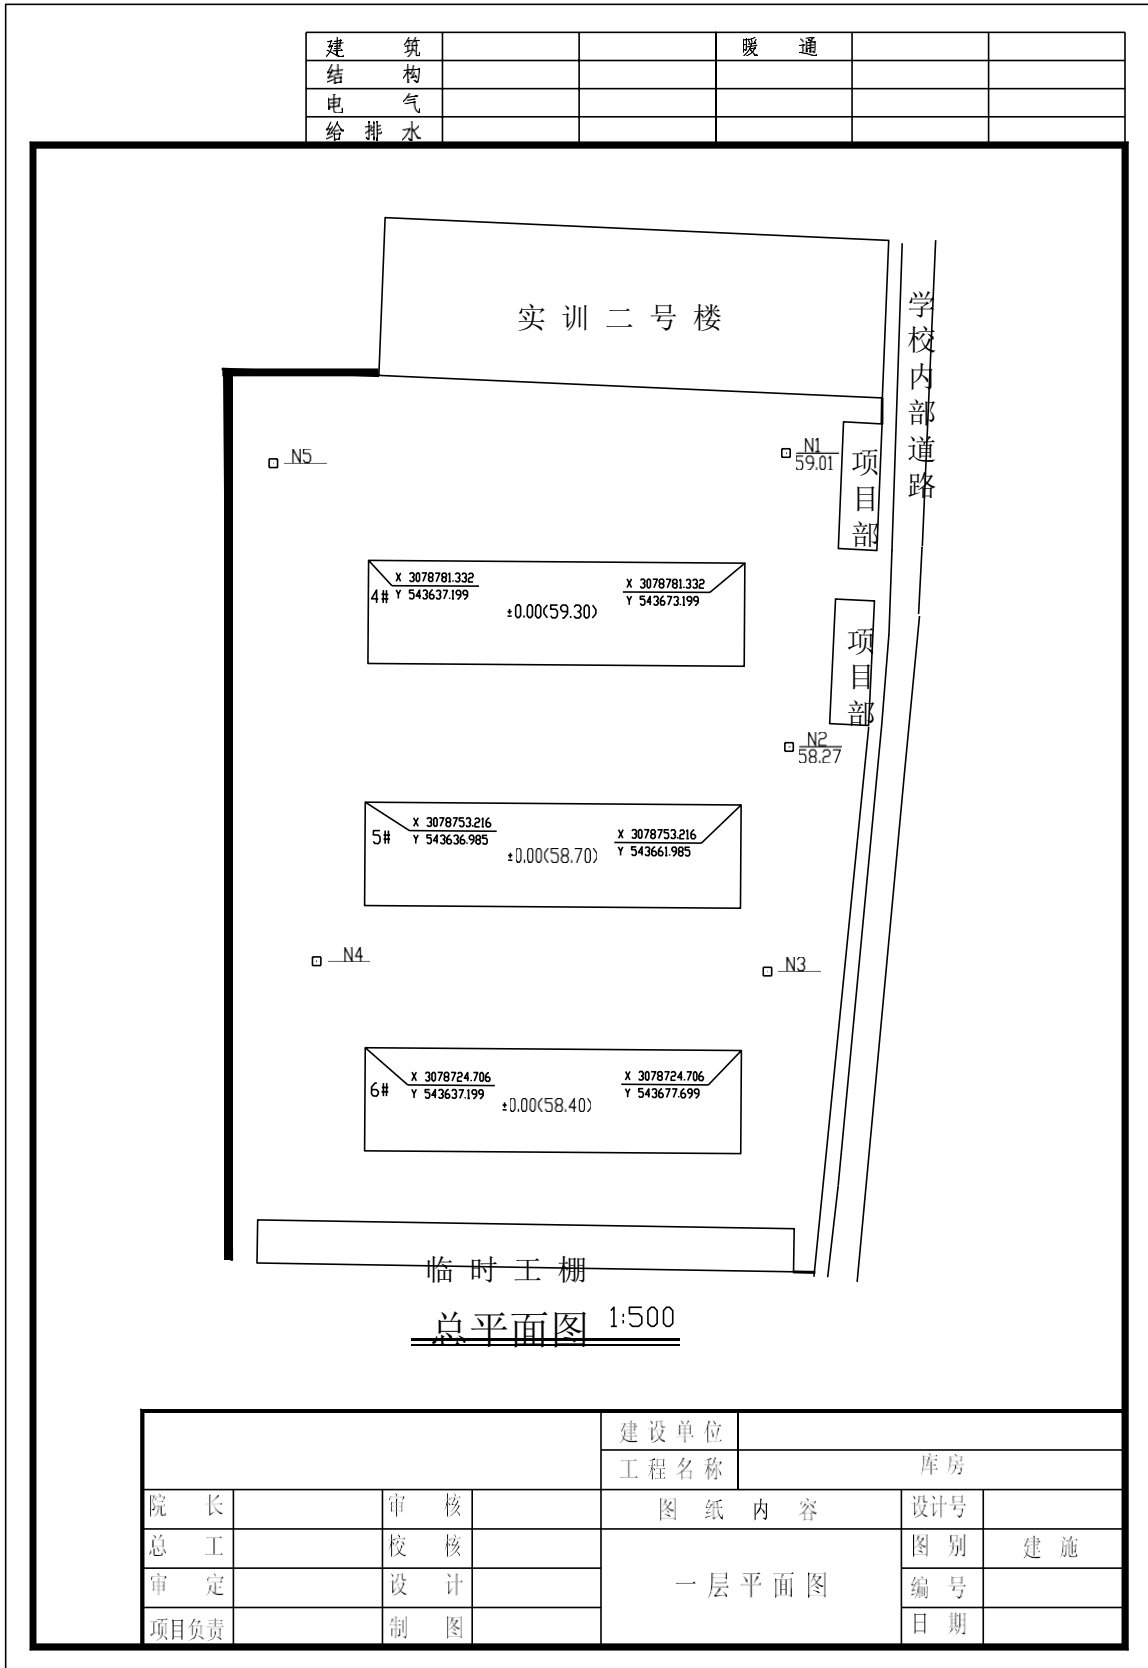 建 筑 暖 通
结 构
电 气
给 排 水
实训二号楼
学校内部道路
N5
N1
59.01
项目部
X 3078781.332 X 3078781.332
4# Y 543637.199 Y 543673.199
±0.00(59.30)
项目部
N2
58.27
X 3078753.216 X 3078753.216
5# Y 543636.985 Y 543661.985
±0.00(58.70)
N4
N3
X 3078724.706 X 3078724.706
6# Y 543637.199 Y 543677.699
±0.00(58.40)
临时工棚
总平面图 1:500
建设单位
工程名称 库房
院 长 审 核 图纸内容 设计号
总 工 校 核 图 别 建 施
审 定 设 计 一层平面图 编 号
项目负责 制 图 日 期